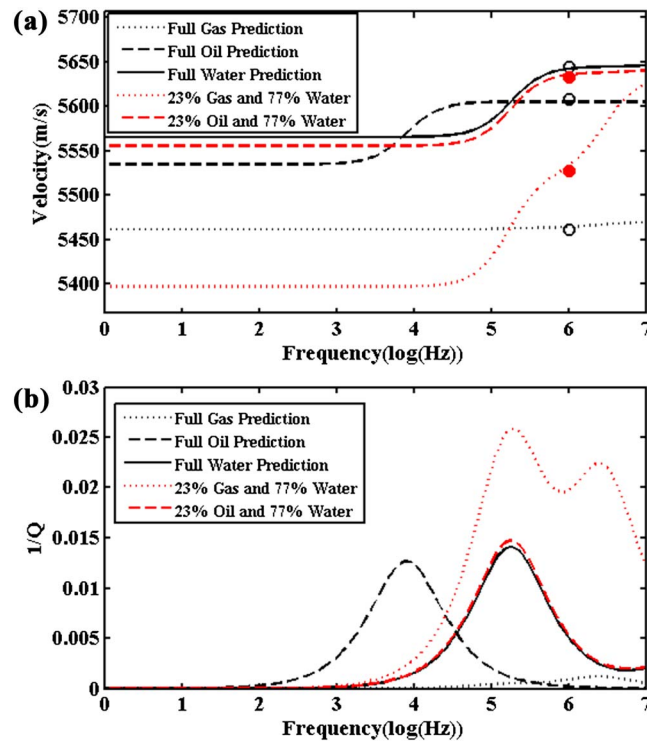 (a)
5700
5650
5600
5550
5500
5450
5400
Velocity(m/s)
Full Gas Prediction
Full Oil Prediction
Full Water Prediction
23% Gas and 77% Water
23% Oil and 77% Water
0 1 2 3 4 5 6 7
Frequency(log(Hz))
(b)
0.03
0.025
0.02
0.015
0.01
0.005
0
1/Q
Full Gas Prediction
Full Oil Prediction
Full Water Prediction
23% Gas and 77% Water
23% Oil and 77% Water
0 1 2 3 4 5 6 7
Frequency(log(Hz))